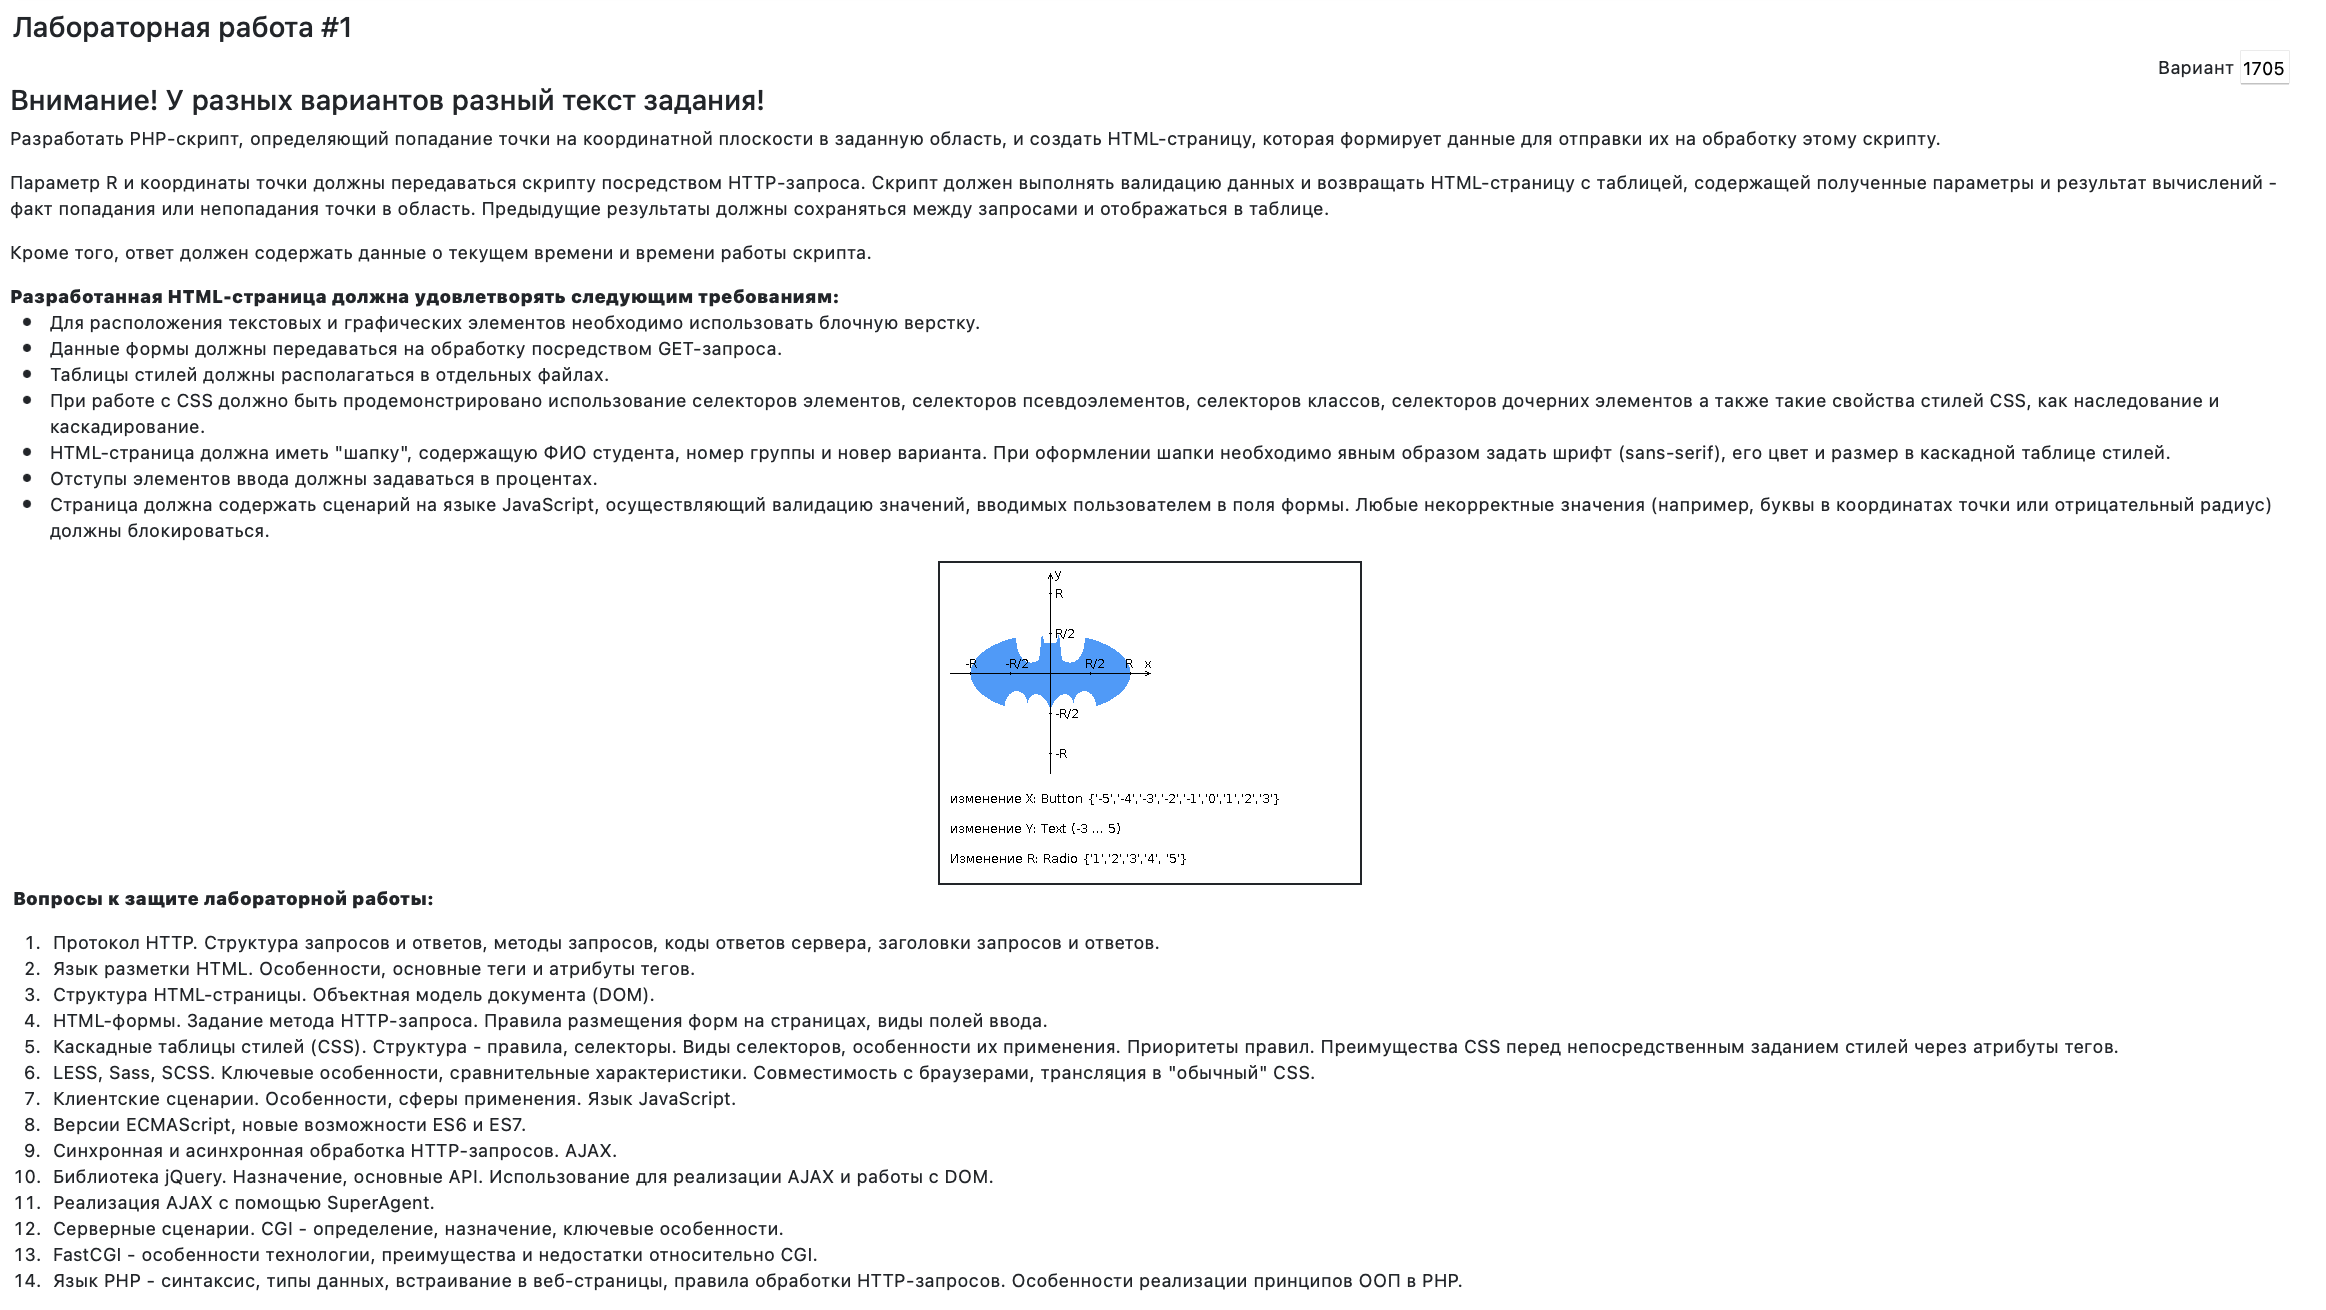 Лабораторная работа #1
Вариант 1705
Внимание! У разных вариантов разный текст задания!
Разработать PHP-скрипт, определяющий попадание точки на координатной плоскости в заданную область, и создать HTML-страницу, которая формирует данные для отправки их на обработку этому скрипту.
Параметр R и координаты точки должны передаваться скрипту посредством HTTP-запроса. Скрипт должен выполнять валидацию данных и возвращать HTML-страницу с таблицей, содержащей полученные параметры и результат вычислений -
факт попадания или непопадания точки в область. Предыдущие результаты должны сохраняться между запросами и отображаться в таблице.
Кроме того, ответ должен содержать данные о текущем времени и времени работы скрипта.
Разработанная HTML-страница должна удовлетворять следующим требованиям:
• Для расположения текстовых и графических элементов необходимо использовать блочную верстку.
• Данные формы должны передаваться на обработку посредством GET-запроса.
• Таблицы стилей должны располагаться в отдельных файлах.
• При работе с CSS должно быть продемонстрировано использование селекторов элементов, селекторов псевдоэлементов, селекторов классов, селекторов дочерних элементов а также такие свойства стилей CSS, как наследование и
каскадирование.
• HTML-страница должна иметь "шапку", содержащую ФИО студента, номер группы и новер варианта. При оформлении шапки необходимо явным образом задать шрифт (sans-serif), его цвет и размер в каскадной таблице стилей.
• Отступы элементов ввода должны задаваться в процентах.
• Страница должна содержать сценарий на языке JavaScript, осуществляющий валидацию значений, вводимых пользователем в поля формы. Любые некорректные значения (например, буквы в координатах точки или отрицательный радиус)
должны блокироваться.
y
R
R/2
-R -R/2 R/2 R x
-R/2
-R
изменение X: Button {'-5','-4','-3','-2','-1','0','1','2','3'}
изменение Y: Text (-3 ... 5)
Изменение R: Radio {'1','2','3','4', '5'}
Вопросы к защите лабораторной работы:
1. Протокол HTTP. Структура запросов и ответов, методы запросов, коды ответов сервера, заголовки запросов и ответов.
2. Язык разметки HTML. Особенности, основные теги и атрибуты тегов.
3. Структура HTML-страницы. Объектная модель документа (DOM).
4. HTML-формы. Задание метода HTTP-запроса. Правила размещения форм на страницах, виды полей ввода.
5. Каскадные таблицы стилей (CSS). Структура - правила, селекторы. Виды селекторов, особенности их применения. Приоритеты правил. Преимущества CSS перед непосредственным заданием стилей через атрибуты тегов.
6. LESS, Sass, SCSS. Ключевые особенности, сравнительные характеристики. Совместимость с браузерами, трансляция в "обычный" CSS.
7. Клиентские сценарии. Особенности, сферы применения. Язык JavaScript.
8. Версии ECMAScript, новые возможности ES6 и ES7.
9. Синхронная и асинхронная обработка HTTP-запросов. AJAX.
10. Библиотека jQuery. Назначение, основные API. Использование для реализации AJAX и работы с DOM.
11. Реализация AJAX с помощью SuperAgent.
12. Серверные сценарии. CGI - определение, назначение, ключевые особенности.
13. FastCGI - особенности технологии, преимущества и недостатки относительно CGI.
14. Язык PHP - синтаксис, типы данных, встраивание в веб-страницы, правила обработки HTTP-запросов. Особенности реализации принципов ООП в PHP.